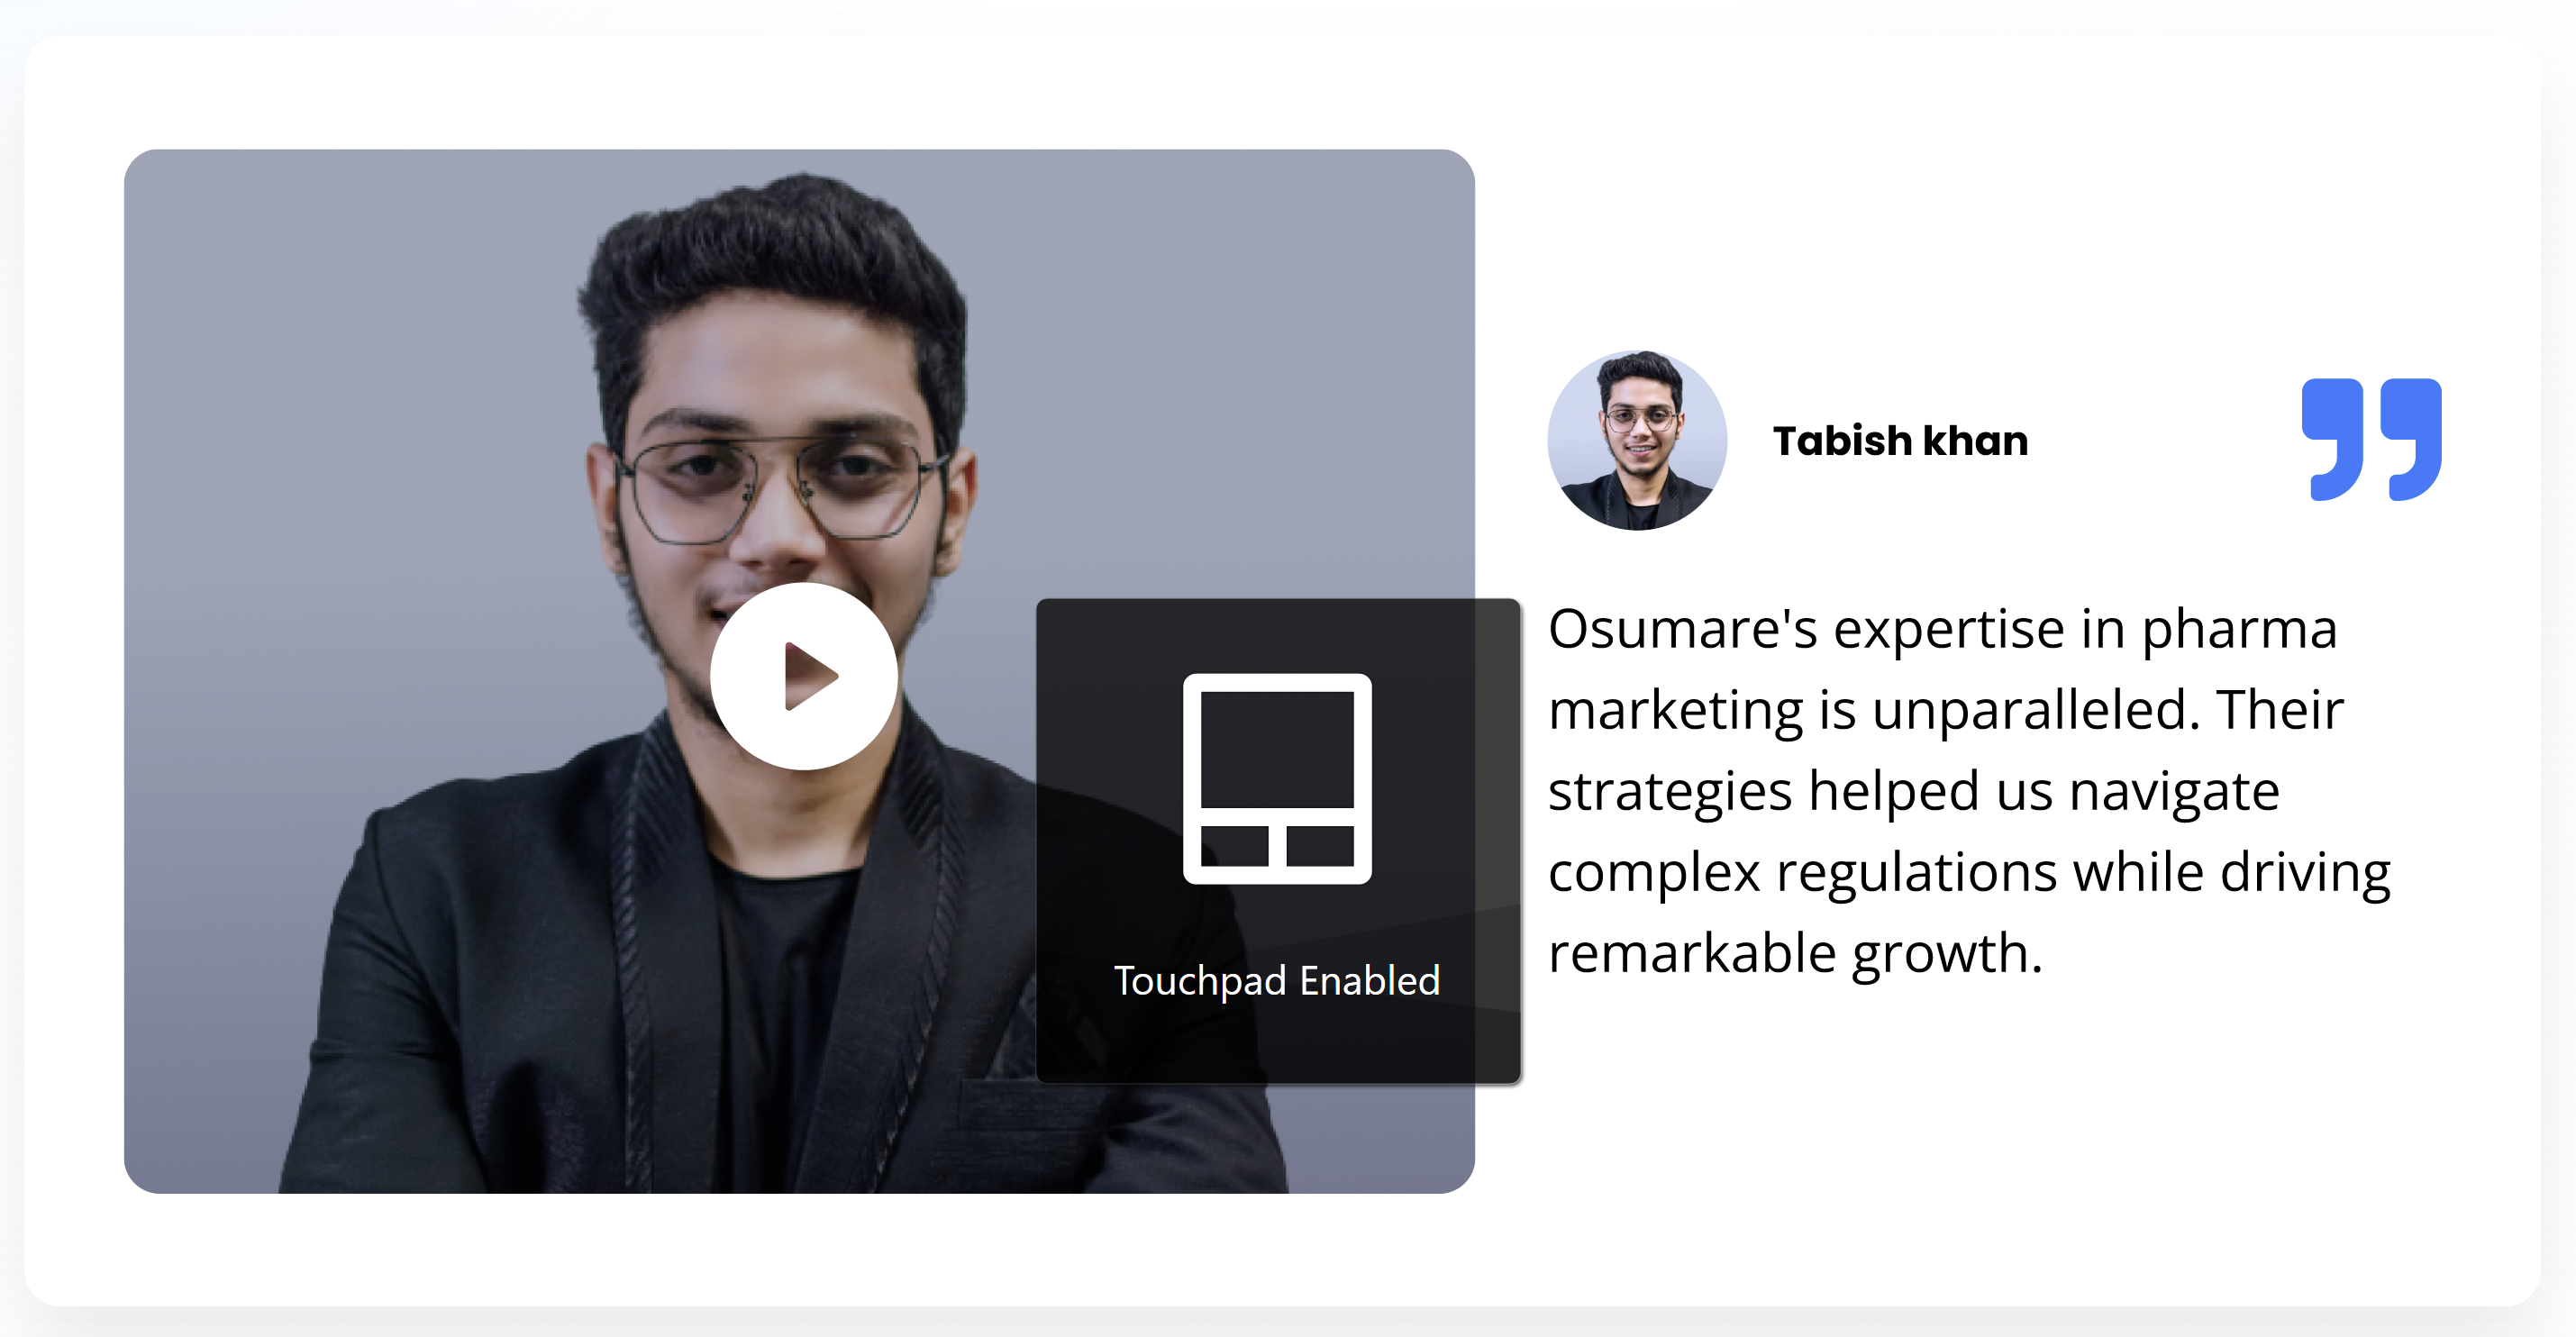 Tabish khan
Osumare's expertise in pharma
marketing is unparalleled. Their
strategies helped us navigate
complex regulations while driving
remarkable growth.
Touchpad Enabled